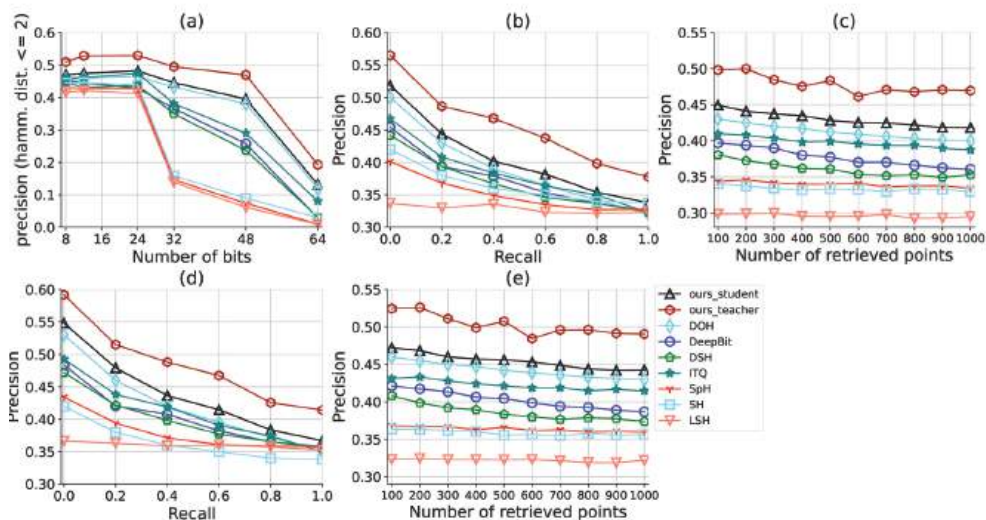 (a)
precision (hamm. dist. <= 2)
0.6
0.5
0.4
0.3
0.2
0.1
0.0
8 16 24 32 48 64
Number of bits
(b)
Precision
0.60
0.55
0.50
0.45
0.40
0.35
0.30
0.0 0.2 0.4 0.6 0.8 1.0
Recall
(c)
Precision
0.55
0.50
0.45
0.40
0.35
0.30
100 200 300 400 500 600 700 800 900 1000
Number of retrieved points
(d)
Precision
0.60
0.55
0.50
0.45
0.40
0.35
0.30
0.0 0.2 0.4 0.6 0.8 1.0
Recall
(e)
Precision
0.60
0.55
0.50
0.45
0.40
0.35
0.30
100 200 300 400 500 600 700 800 900 1000
Number of retrieved points
ours_student
ours_teacher
DOH
DeepBit
DSH
ITQ
SpH
SH
LSH